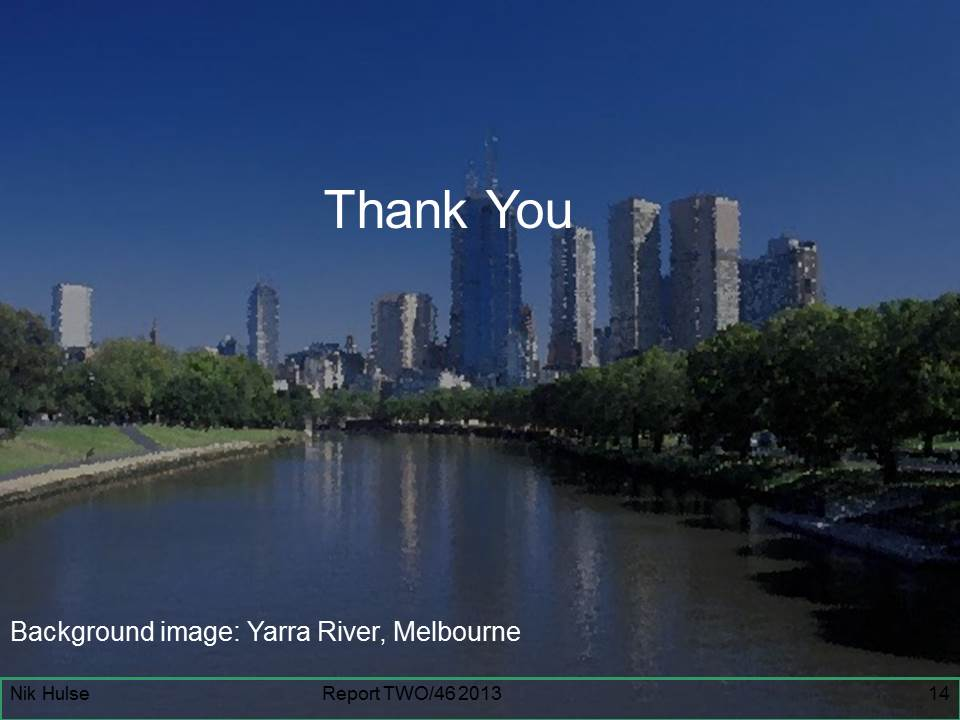 Thank You
Background image: Yarra River, Melbourne
Nik Hulse Report TWO/46 2013 14